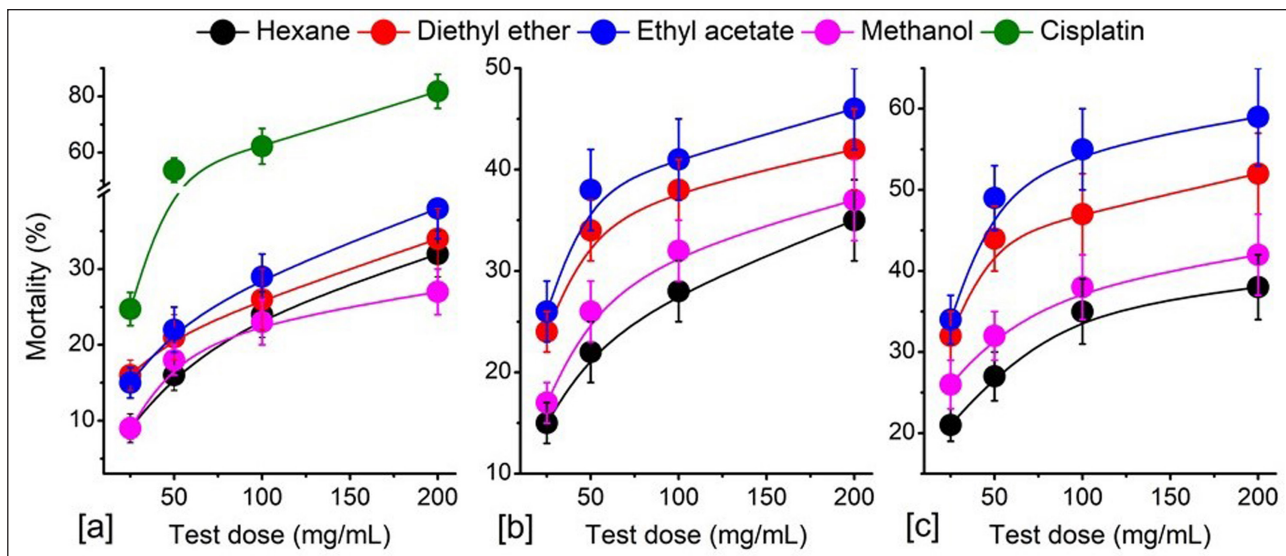 Hexane Diethyl ether Ethyl acetate Methanol Cisplatin
Mortality (%)
80
60
30
20
10
50 100 150 200
[a] Test dose (mg/mL)
50
40
30
20
10
50 100 150 200
[b] Test dose (mg/mL)
60
50
40
30
20
50 100 150 200
[c] Test dose (mg/mL)